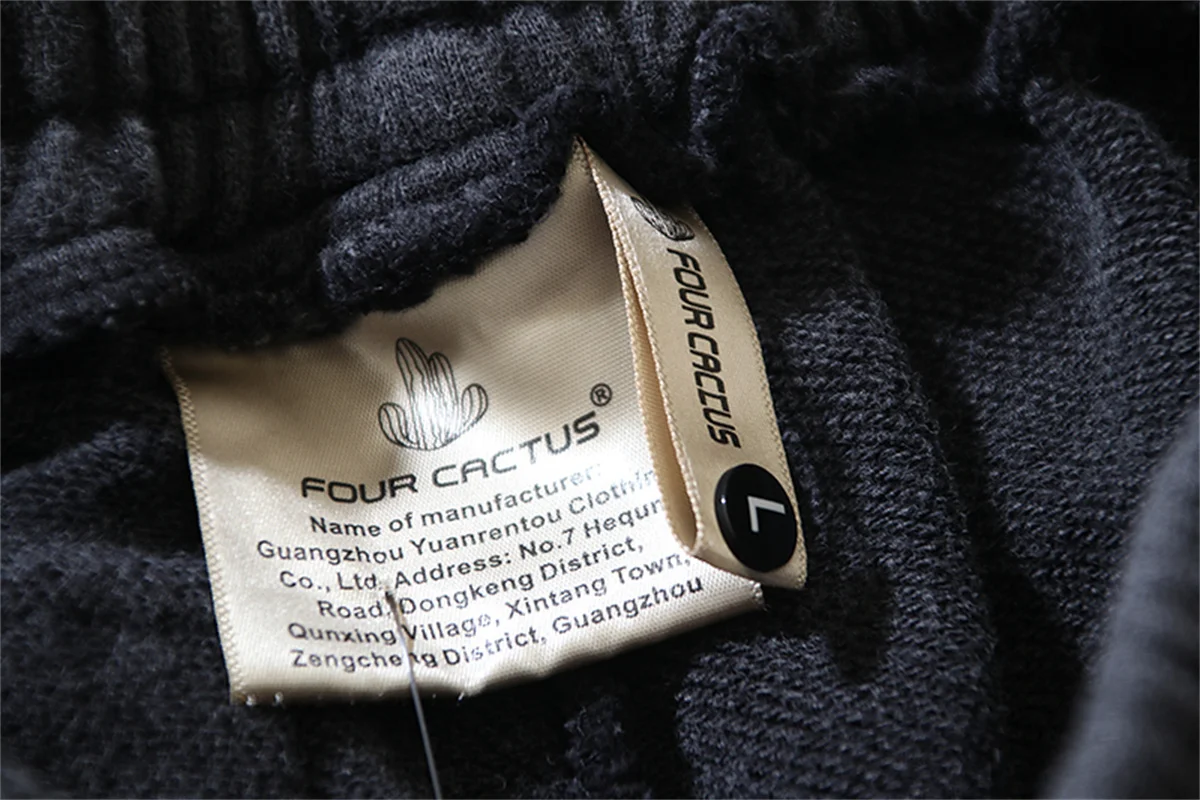 FOUR CACTUS®
Name of manufacturer:
Guangzhou Yuanrentou Clothin
Co., Ltd. Address: No.7 Hequn
Road, Dongkeng District,
Qunxing Village, Xintang Town,
Zengcheng District, Guangzhou
FOUR CACTUS
L